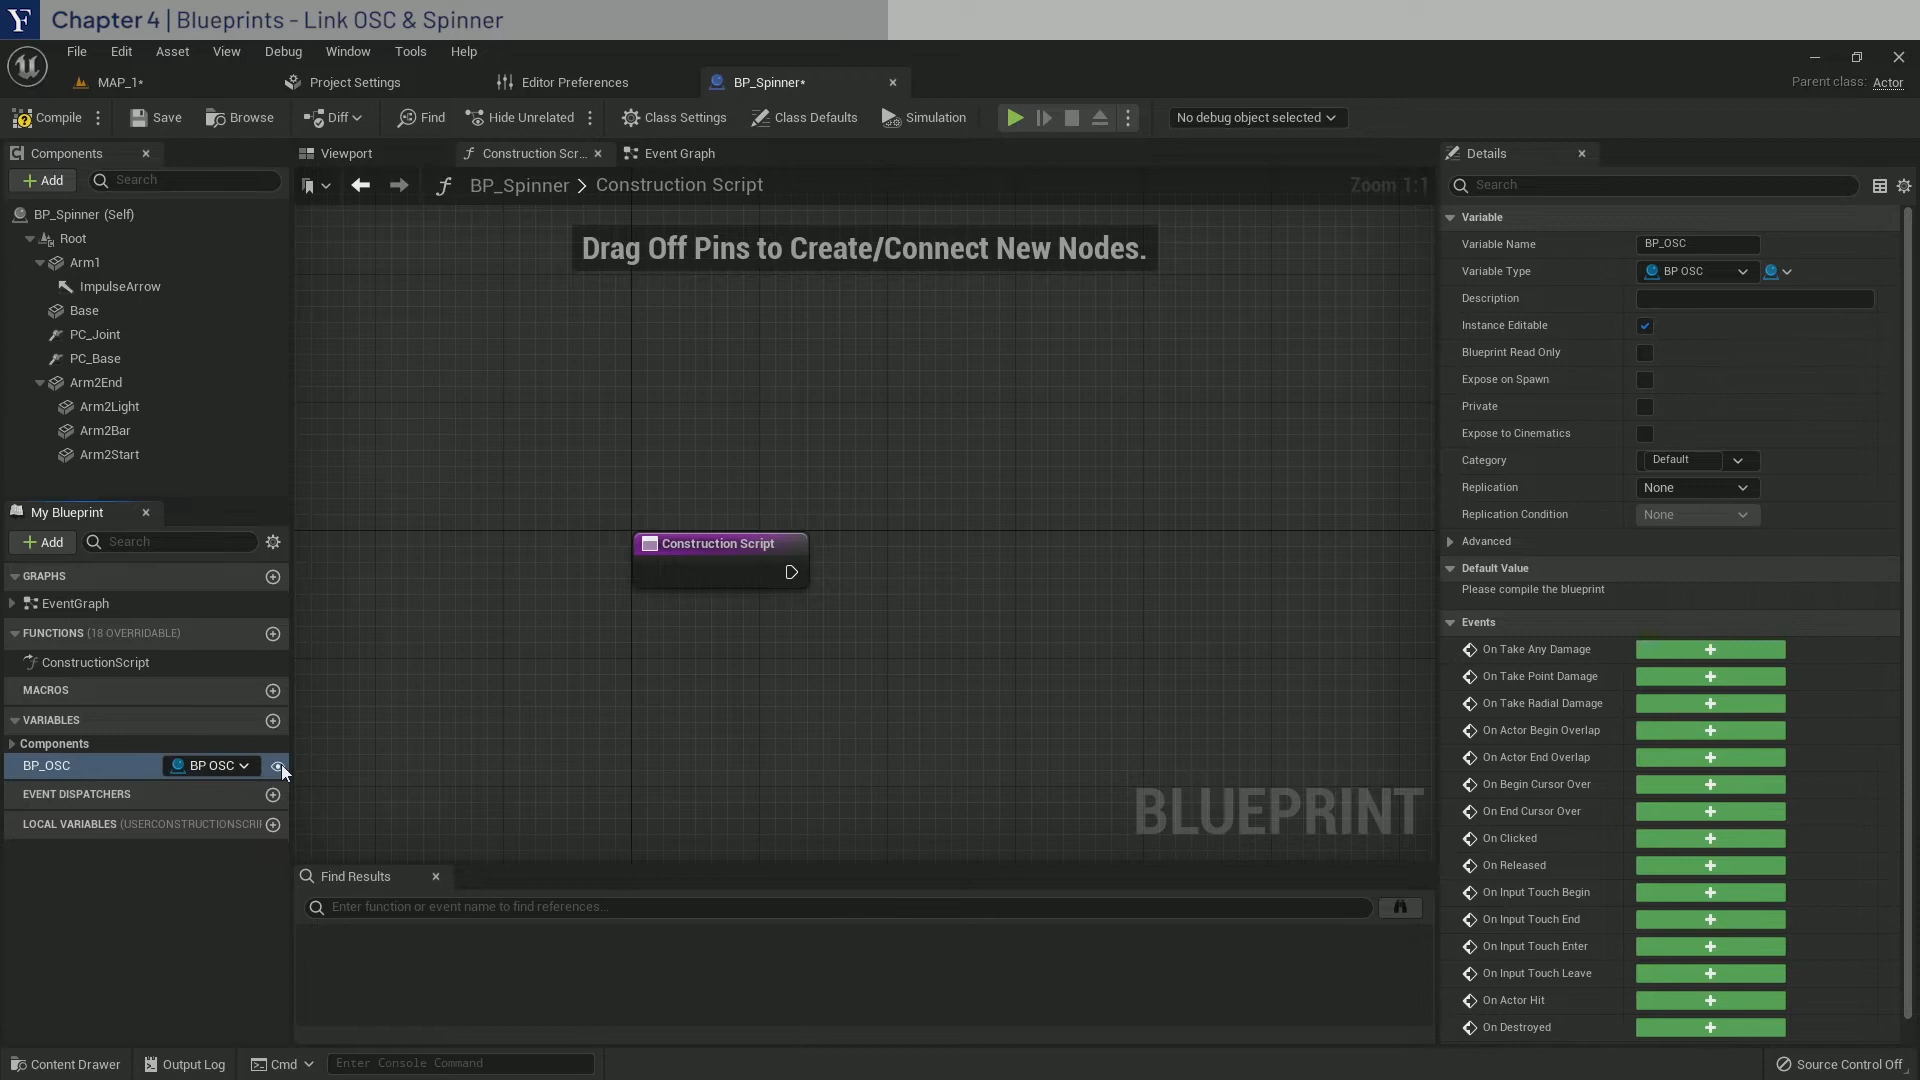 Y Chapter 4 | Blueprints - Link OSC & Spinner
File Edit Asset View Debug Window Tools Help
MAP_1* Project Settings Editor Preferences BP_Spinner*
Parent class: Actor
Compile Save Browse Diff Find Hide Unrelated Class Settings Class Defaults Simulation No debug object selected
Components
Add Search
BP_Spinner (Self)
Root
Arm1
ImpulseArrow
Base
PC_Joint
PC_Base
Arm2End
Arm2Light
Arm2Bar
Arm2Start
My Blueprint
Add Search
GRAPHS
EventGraph
FUNCTIONS (18 OVERRIDABLE)
ConstructionScript
MACROS
VARIABLES
Components
BP_OSC BP OSC
EVENT DISPATCHERS
LOCAL VARIABLES (USERCONSTRUCTIONSCRI
Viewport Construction Scr... Event Graph
BP_Spinner > Construction Script
Zoom 1:1
Drag Off Pins to Create/Connect New Nodes.
Construction Script
BLUEPRINT
Find Results
Enter function or event name to find references...
Details
Search
Variable
Variable Name BP_OSC
Variable Type BP OSC
Description
Instance Editable
Blueprint Read Only
Expose on Spawn
Private
Expose to Cinematics
Category Default
Replication None
Replication Condition None
Advanced
Default Value
Please compile the blueprint
Events
On Take Any Damage
On Take Point Damage
On Take Radial Damage
On Actor Begin Overlap
On Actor End Overlap
On Begin Cursor Over
On End Cursor Over
On Clicked
On Released
On Input Touch Begin
On Input Touch End
On Input Touch Enter
On Input Touch Leave
On Actor Hit
On Destroyed
Content Drawer Output Log Cmd Enter Console Command Source Control Off